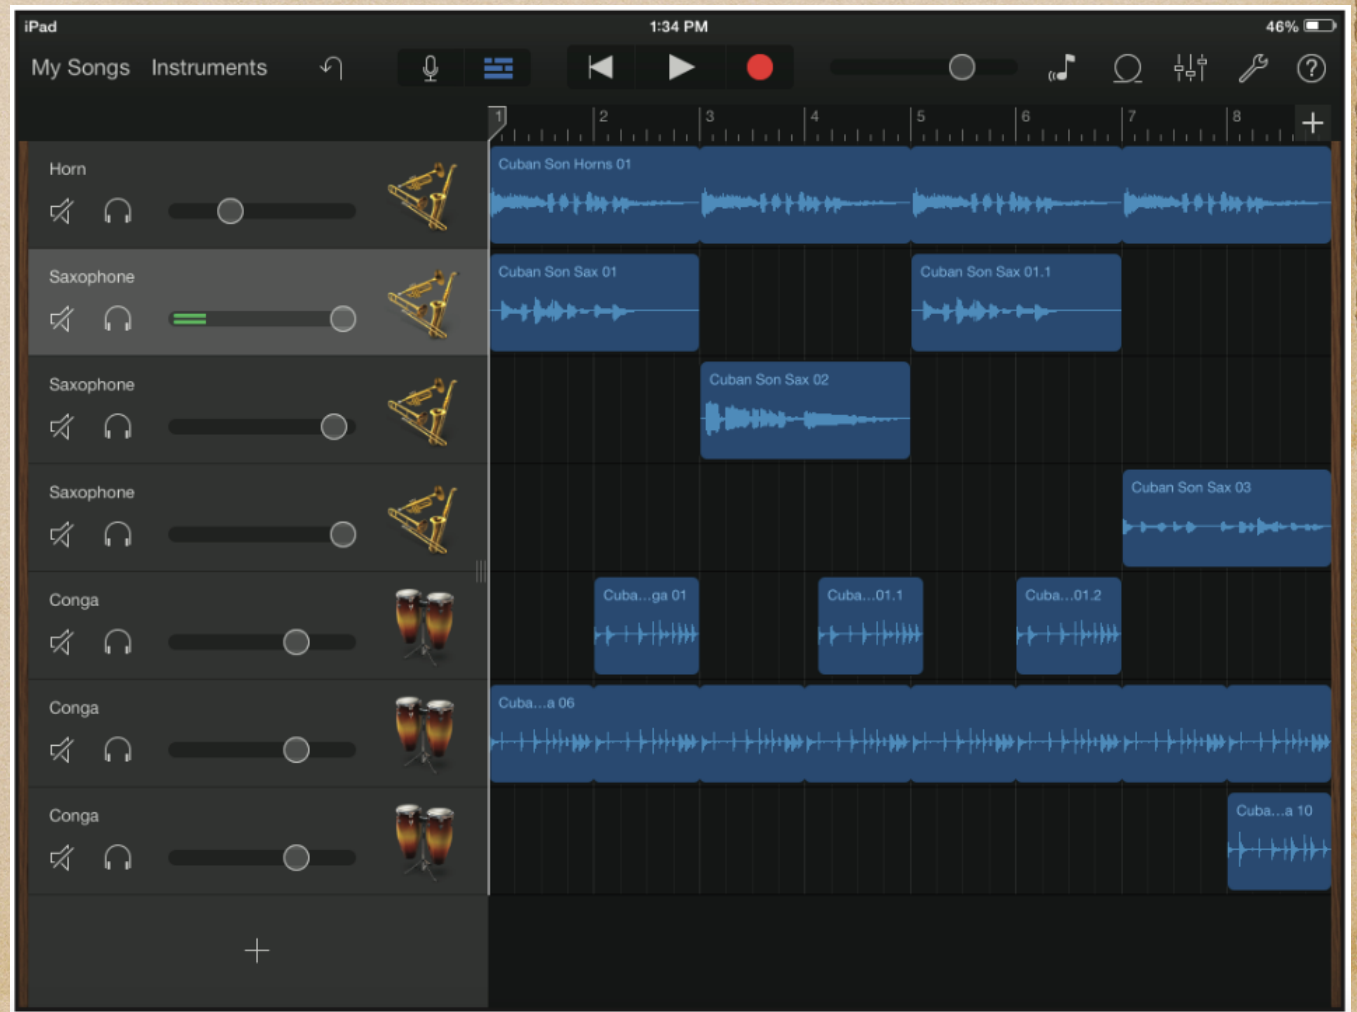 iPad 1:34 PM 46%
My Songs Instruments ?
1 2 3 4 5 6 7 8 +
Horn
Cuban Son Horns 01
Saxophone
Cuban Son Sax 01 Cuban Son Sax 01.1
Saxophone
Cuban Son Sax 02
Saxophone
Cuban Son Sax 03
Conga
Cuba...ga 01 Cuba...01.1 Cuba...01.2
Conga
Cuba...a 06
Conga
Cuba...a 10
+